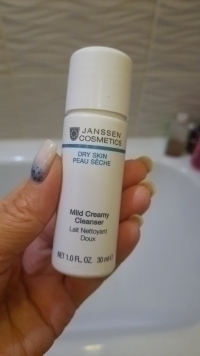 JANSSEN
COSMETICS
DRY SKIN
PEAU SÈCHE
Mild Creamy
Cleanser
Lait Nettoyant
Doux
NET 1.0 FL. OZ. 30 ml ℮